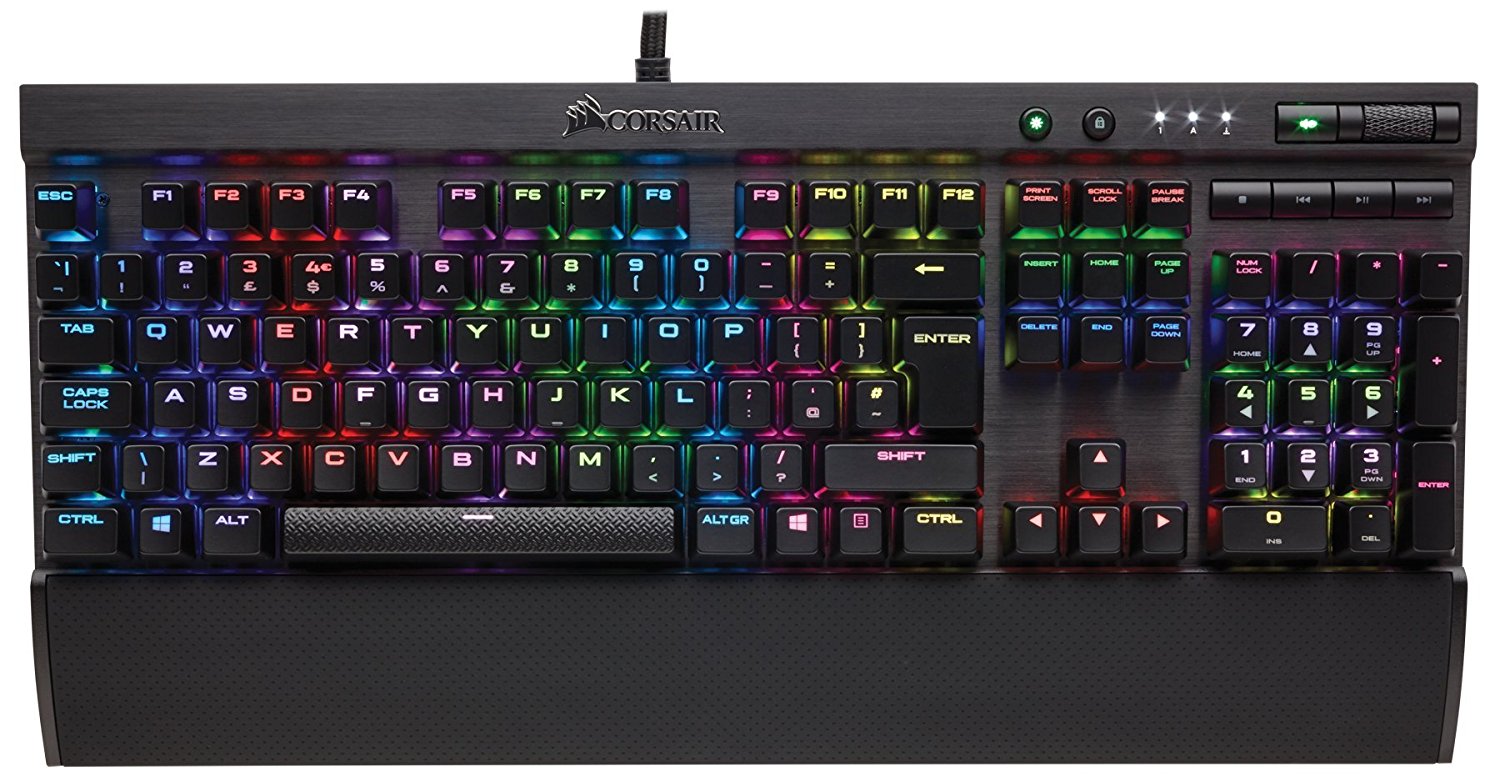 CORSAIR
1 A
ESC F1 F2 F3 F4 F5 F6 F7 F8 F9 F10 F11 F12 PRINT SCREEN SCROLL LOCK PAUSE BREAK
` | ¬ 1 ! 2 “ 3 £ 4 € $ 5 % 6 ^ 7 & 8 * 9 ( 0 ) - _ = + ← INSERT HOME PAGE UP NUM LOCK / * -
TAB Q W E R T Y U I O P [ { ] } ENTER DELETE END PAGE DOWN 7 HOME 8 ▲ 9 PG UP +
CAPS LOCK A S D F G H J K L ; : ' @ # ~ 4 ◀ 5 6 ▶
SHIFT \ | Z X C V B N M , < . > / ? SHIFT ▲ 1 END 2 ▼ 3 PG DWN ENTER
CTRL ALT ALT GR CTRL ◀ ▼ ▶ 0 INS . DEL